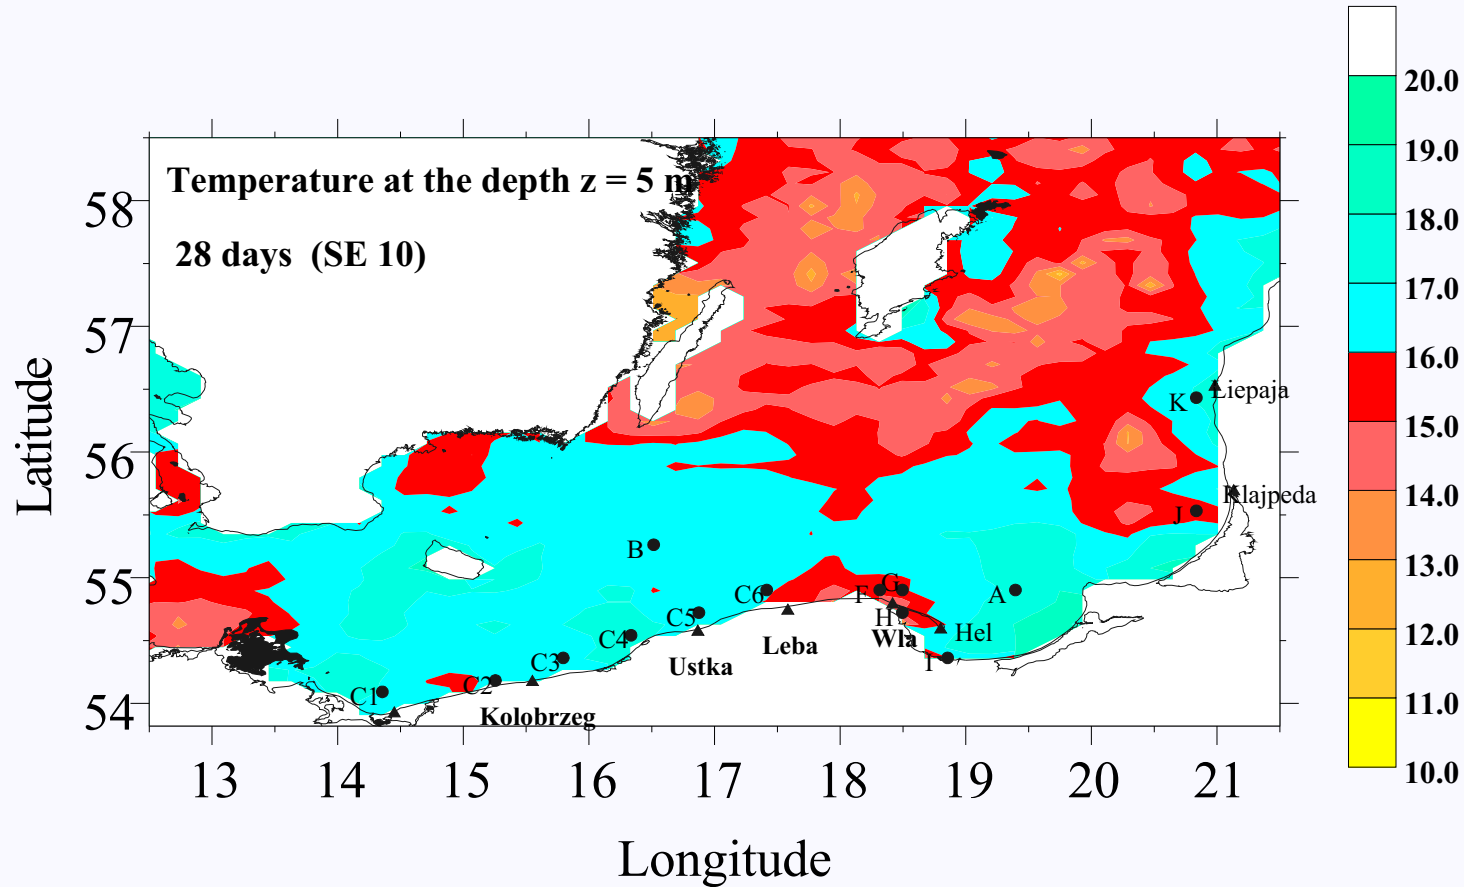 20.0
19.0
18.0
17.0
16.0
15.0
14.0
13.0
12.0
11.0
10.0
Temperature at the depth z = 5 m
28 days (SE 10)
58
57
56
55
54
Latitude
K
Liepaja
Klajpeda
J
B
C6
F
G
A
C5
H
C4
Wla
Hel
Leba
I
C3
Ustka
C2
C1
Kolobrzeg
13
14
15
16
17
18
19
20
21
Longitude